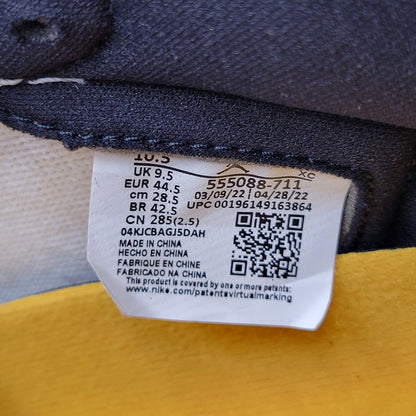 10.5
UK 9.5
EUR 44.5
cm 28.5
BR 42.5
CN 285(2.5)
04KJCBAGJ5DAH
XC
555088-711
03/09/22 | 04/28/22
UPC 00196149163864
MADE IN CHINA
HECHO EN CHINA
FABRIQUE EN CHINE
FABRICADO NA CHINA
This product is covered by one or more patents:
www.nike.com/patentsvirtualmarking